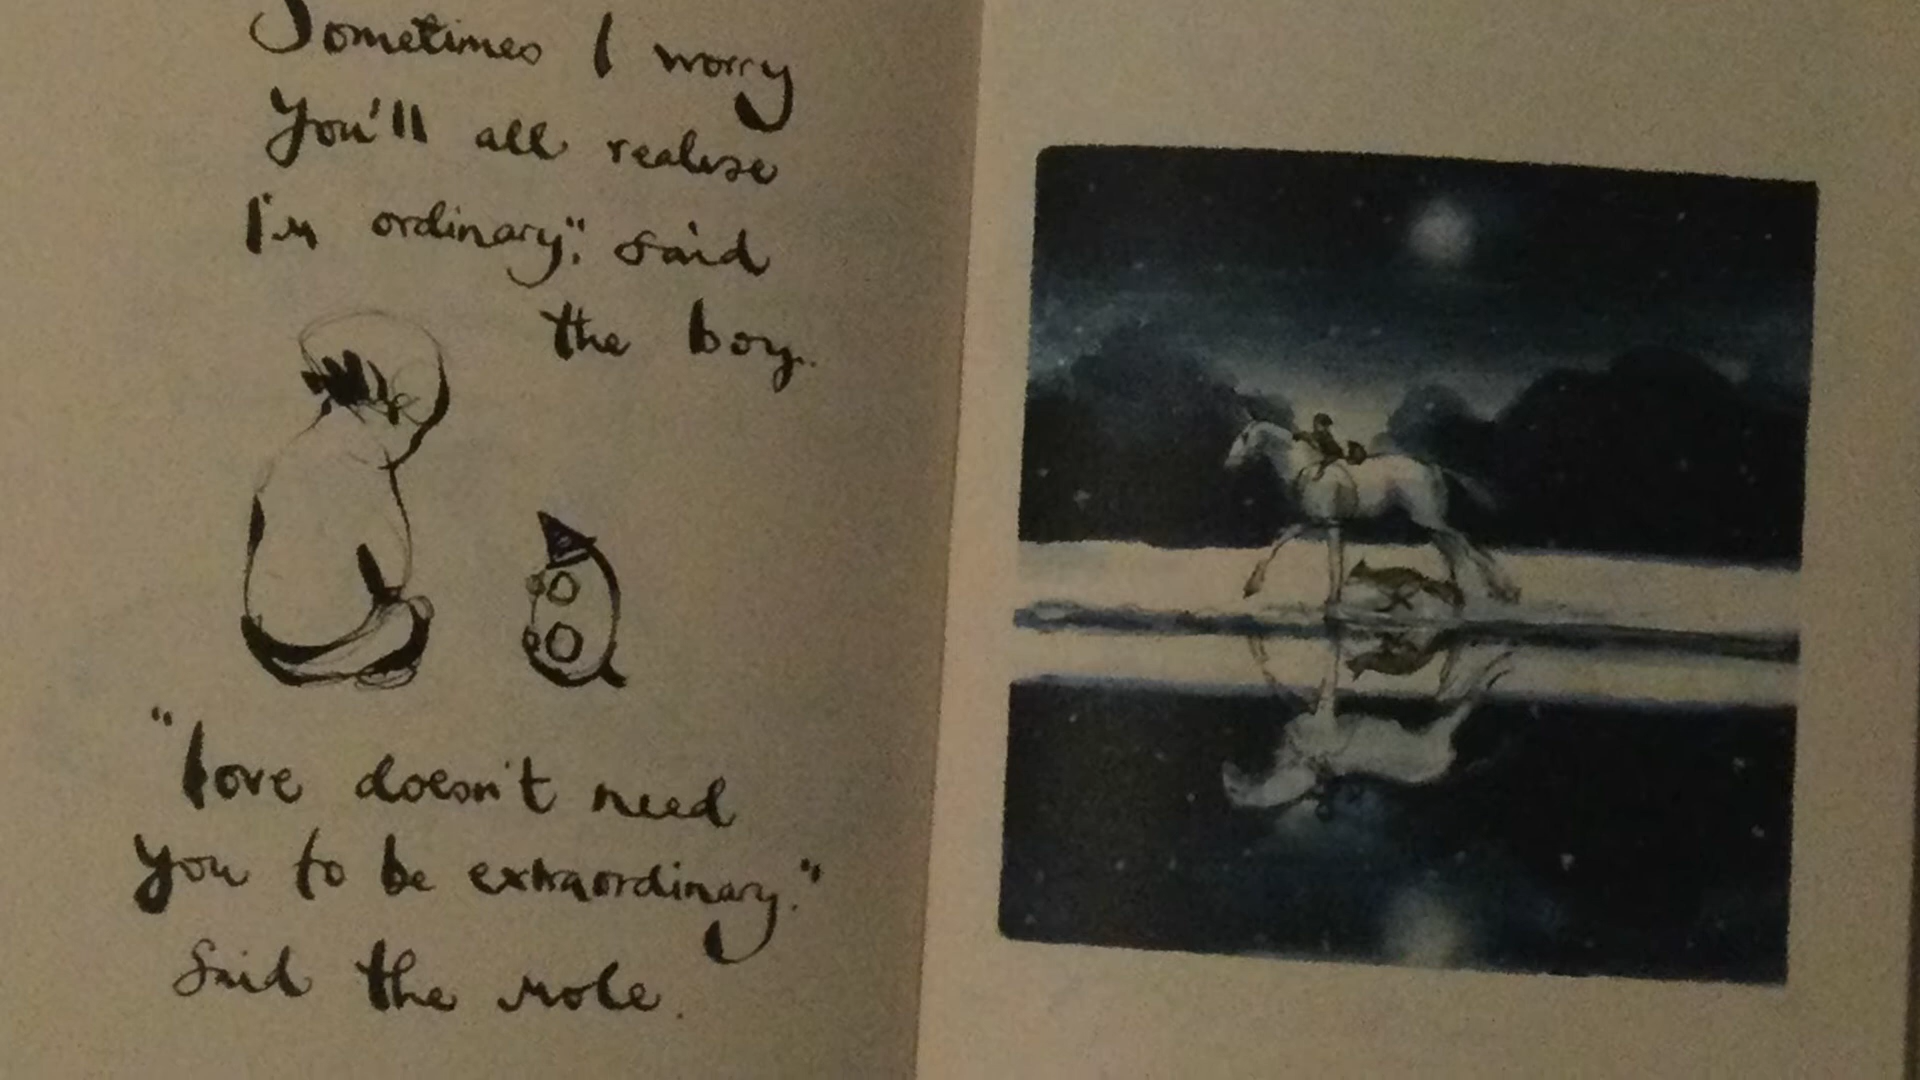 Sometimes I worry
You'll all realise
I'm ordinary," said
the boy.
"love doesn't need
you to be extraordinary."
Said the mole.